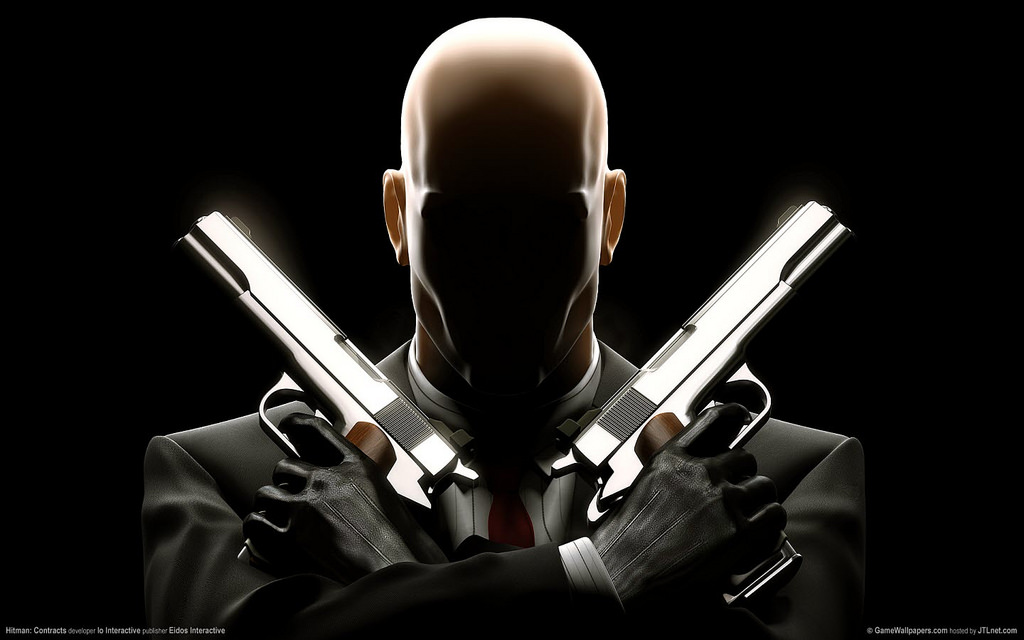 Hitman: Contracts developer Io Interactive publisher Eidos Interactive
© GameWallpapers.com hosted by JTLnet.com